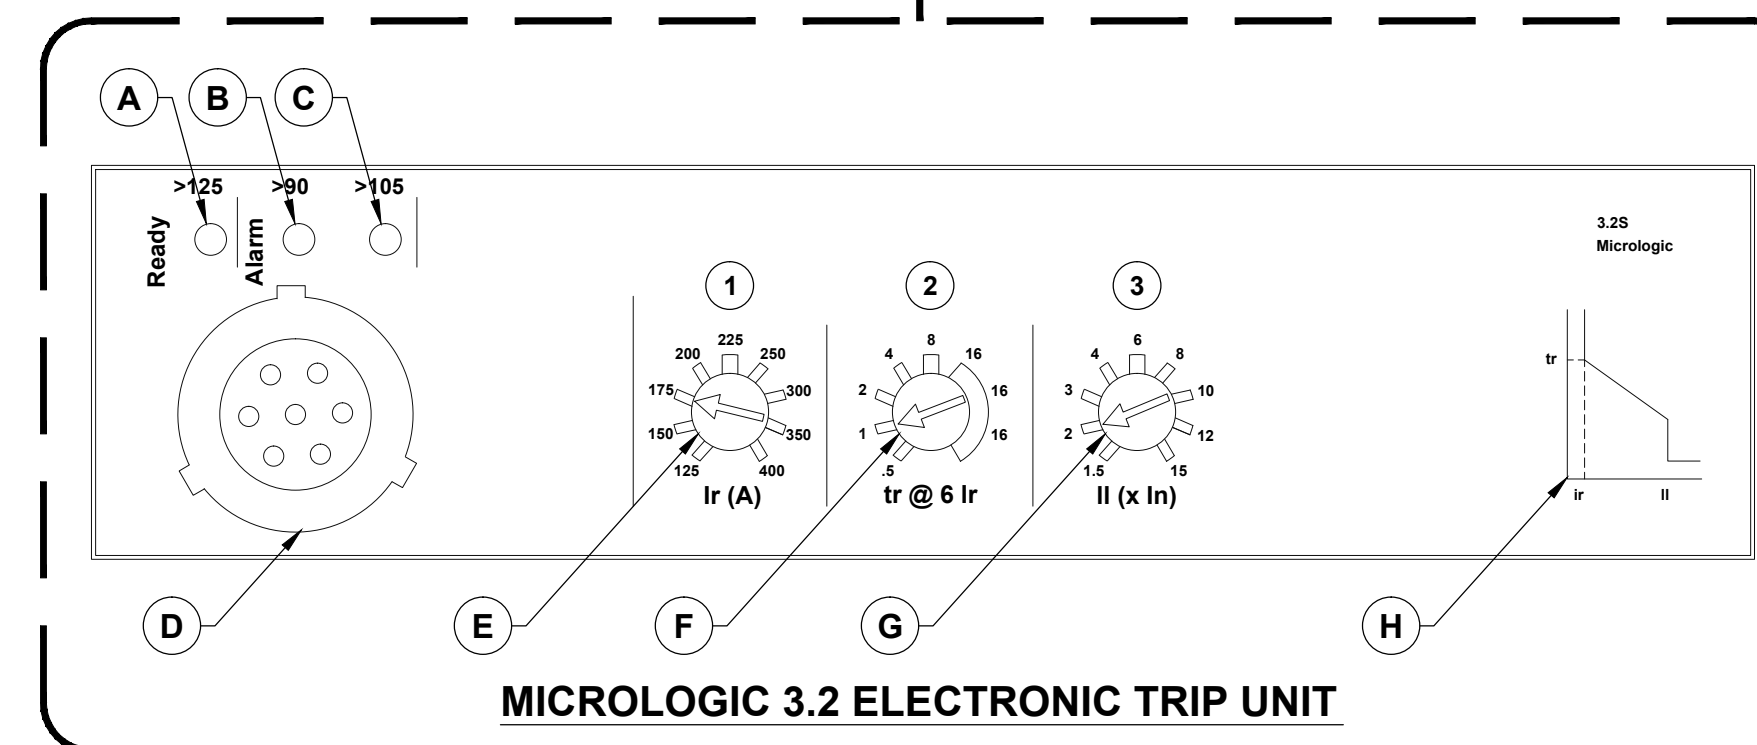 A B C
>125 >90 >105
Ready
Alarm
3.2S
Micrologic
1 2 3
225
200 250
175 300
150 350
125 400
Ir (A)
8
4 16
2 16
1 16
.5
tr @ 6 Ir
6
4 8
3 10
2 12
1.5 15
II (x In)
tr
ir II
D E F G H
MICROLOGIC 3.2 ELECTRONIC TRIP UNIT